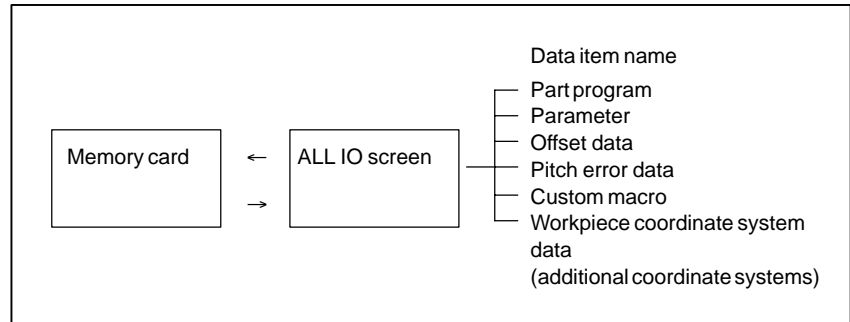 Data item name
Part program
Parameter
Memory card
←
ALL IO screen
Offset data
Pitch error data
→
Custom macro
Workpiece coordinate system
data
(additional coordinate systems)